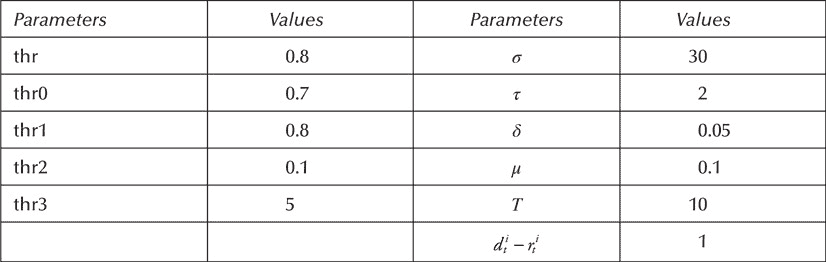 Parameters Values Parameters Values
thr 0.8 σ 30
thr0 0.7 τ 2
thr1 0.8 δ 0.05
thr2 0.1 μ 0.1
thr3 5 T 10
d_t^i − r_t^i 1